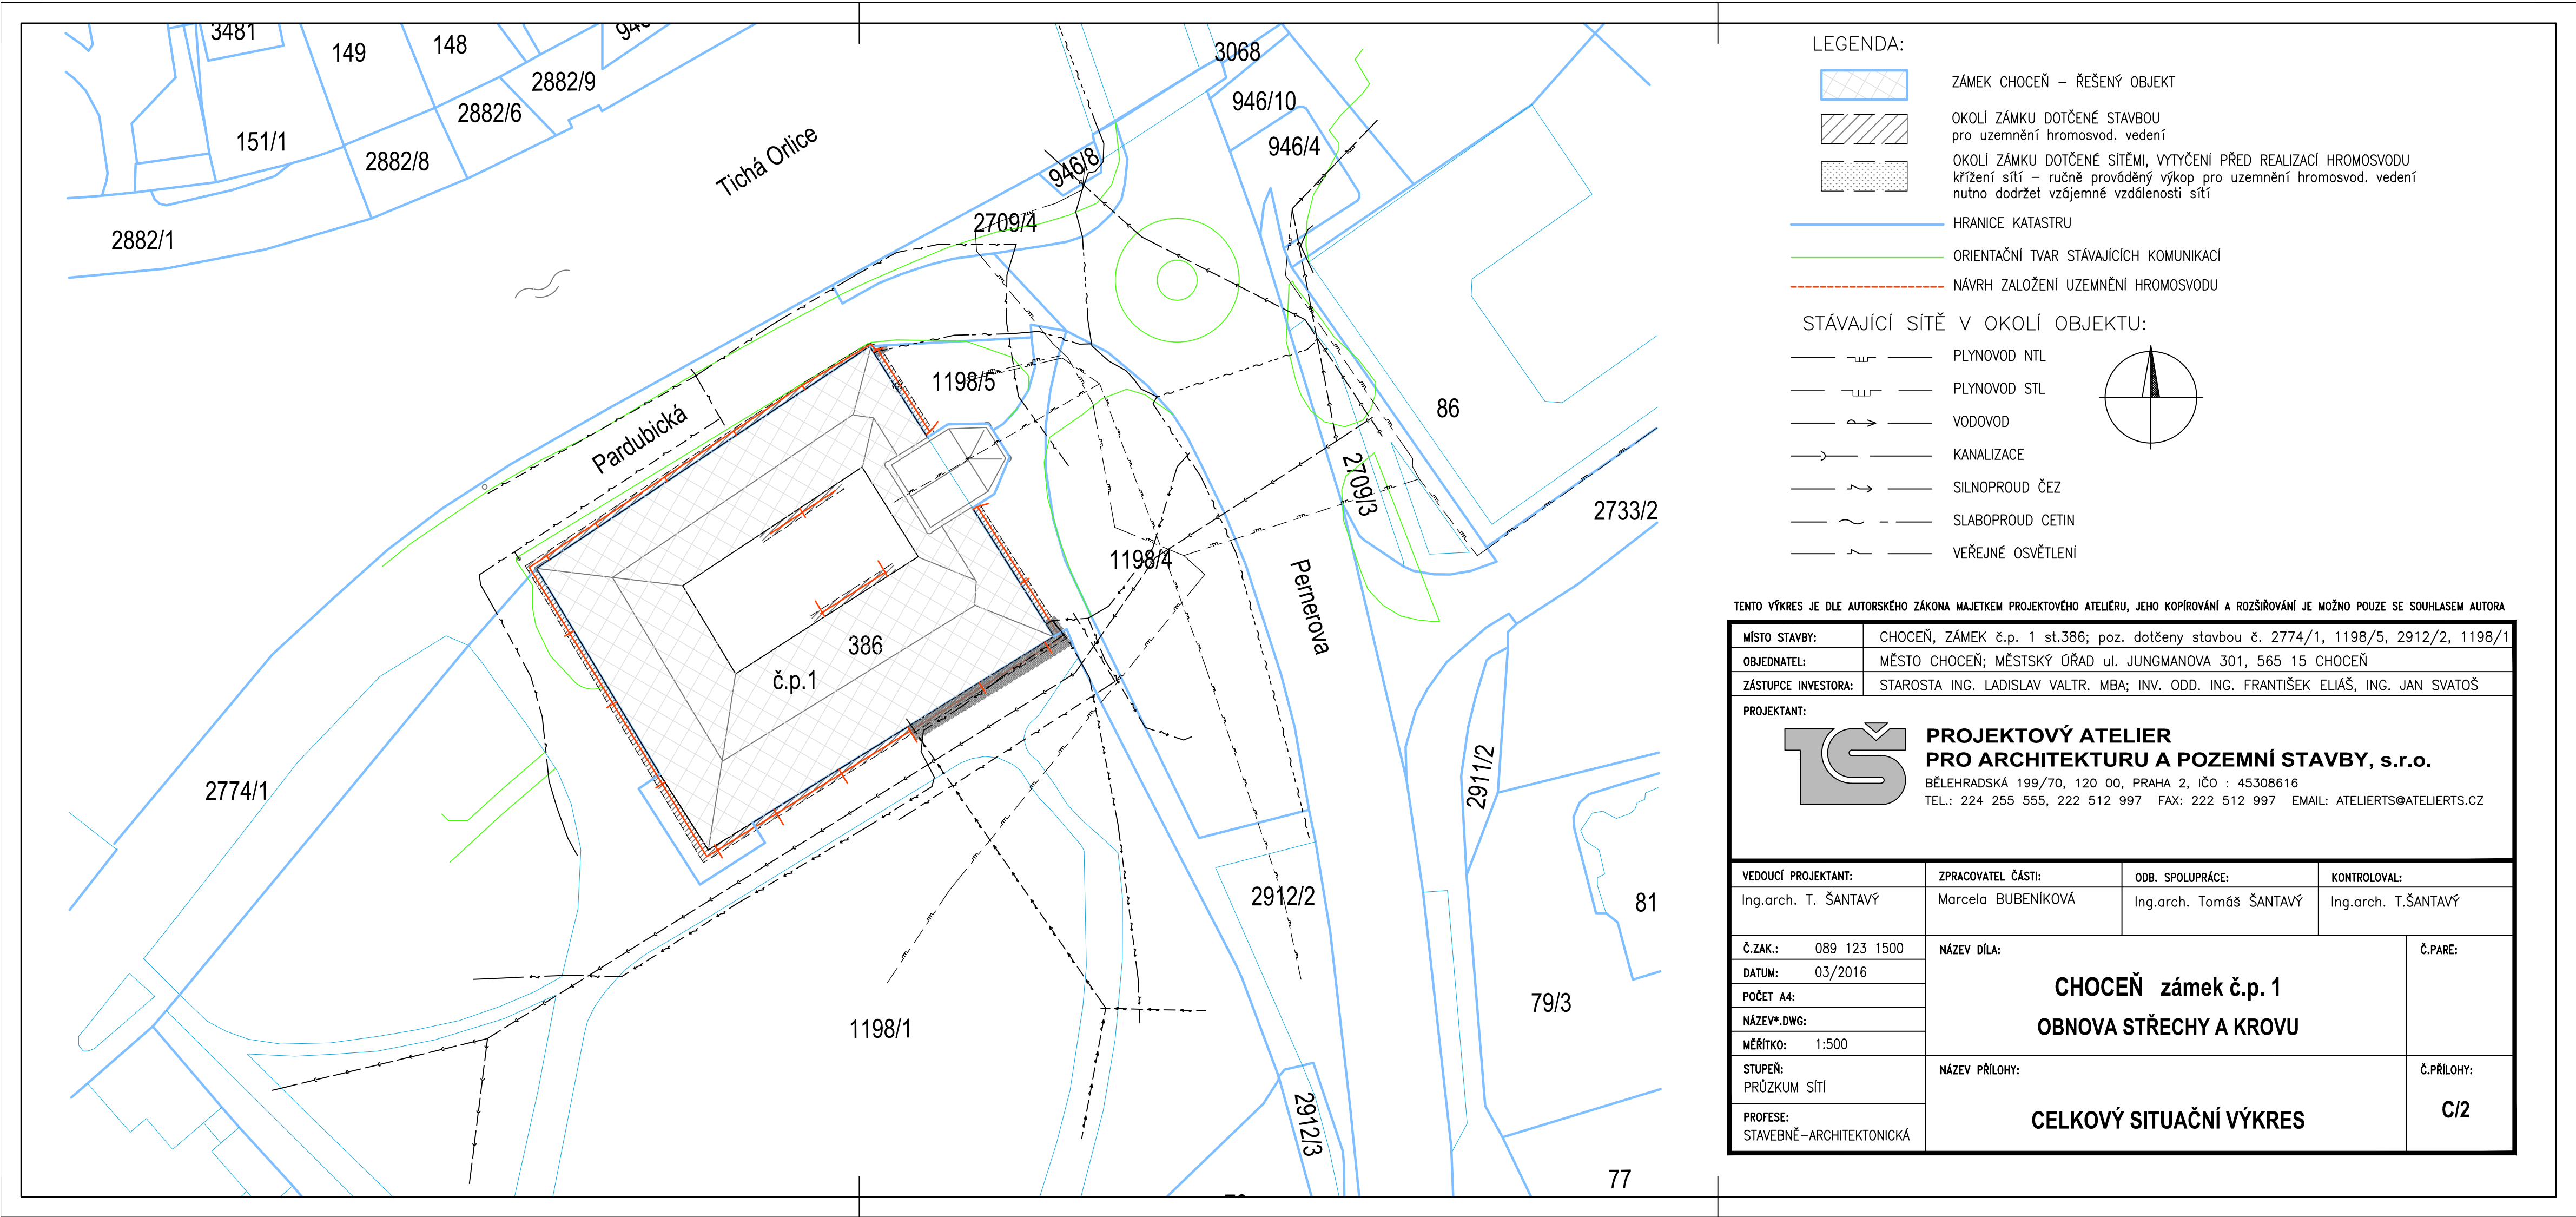 3481
149
148
2882/9
2882/6
151/1
2882/8
2882/1
Tichá Orlice
3068
946/10
946/4
946/8
2709/4
1198/5
Pardubická
86
2709/3
2733/2
1198/4
Pernerova
386
č.p.1
2774/1
2911/2
2912/2
81
79/3
1198/1
2912/3
77
LEGENDA:
ZÁMEK CHOCEŇ – ŘEŠENÝ OBJEKT
OKOLÍ ZÁMKU DOTČENÉ STAVBOU
pro uzemnění hromosvod. vedení
OKOLÍ ZÁMKU DOTČENÉ SÍTĚMI, VYTYČENÍ PŘED REALIZACÍ HROMOSVODU
křížení sítí – ručně prováděný výkop pro uzemnění hromosvod. vedení
nutno dodržet vzájemné vzdálenosti sítí
HRANICE KATASTRU
ORIENTAČNÍ TVAR STÁVAJÍCÍCH KOMUNIKACÍ
NÁVRH ZALOŽENÍ UZEMNĚNÍ HROMOSVODU
STÁVAJÍCÍ SÍTĚ V OKOLÍ OBJEKTU:
PLYNOVOD NTL
PLYNOVOD STL
VODOVOD
KANALIZACE
SILNOPROUD ČEZ
SLABOPROUD CETIN
VEŘEJNÉ OSVĚTLENÍ
TENTO VÝKRES JE DLE AUTORSKÉHO ZÁKONA MAJETKEM PROJEKTOVÉHO ATELIÉRU, JEHO KOPÍROVÁNÍ A ROZŠIŘOVÁNÍ JE MOŽNO POUZE SE SOUHLASEM AUTORA
MÍSTO STAVBY: CHOCEŇ, ZÁMEK č.p. 1 st.386; poz. dotčeny stavbou č. 2774/1, 1198/5, 2912/2, 1198/1
OBJEDNATEL: MĚSTO CHOCEŇ; MĚSTSKÝ ÚŘAD ul. JUNGMANOVA 301, 565 15 CHOCEŇ
ZÁSTUPCE INVESTORA: STAROSTA ING. LADISLAV VALTR. MBA; INV. ODD. ING. FRANTIŠEK ELIÁŠ, ING. JAN SVATOŠ
PROJEKTANT:
TŠ
PROJEKTOVÝ ATELIER
PRO ARCHITEKTURU A POZEMNÍ STAVBY, s.r.o.
BĚLEHRADSKÁ 199/70, 120 00, PRAHA 2, IČO : 45308616
TEL.: 224 255 555, 222 512 997 FAX: 222 512 997 EMAIL: ATELIERTS@ATELIERTS.CZ
VEDOUCÍ PROJEKTANT: ZPRACOVATEL ČÁSTI: ODB. SPOLUPRÁCE: KONTROLOVAL:
Ing.arch. T. ŠANTAVÝ Marcela BUBENÍKOVÁ Ing.arch. Tomáš ŠANTAVÝ Ing.arch. T.ŠANTAVÝ
Č.ZAK.: 089 123 1500
DATUM: 03/2016
POČET A4:
NÁZEV*.DWG:
MĚŘÍTKO: 1:500
STUPEŇ:
PRŮZKUM SÍTÍ
PROFESE:
STAVEBNĚ–ARCHITEKTONICKÁ
NÁZEV DÍLA:
CHOCEŇ zámek č.p. 1
OBNOVA STŘECHY A KROVU
Č.PARÉ:
NÁZEV PŘÍLOHY:
CELKOVÝ SITUAČNÍ VÝKRES
Č.PŘÍLOHY:
C/2